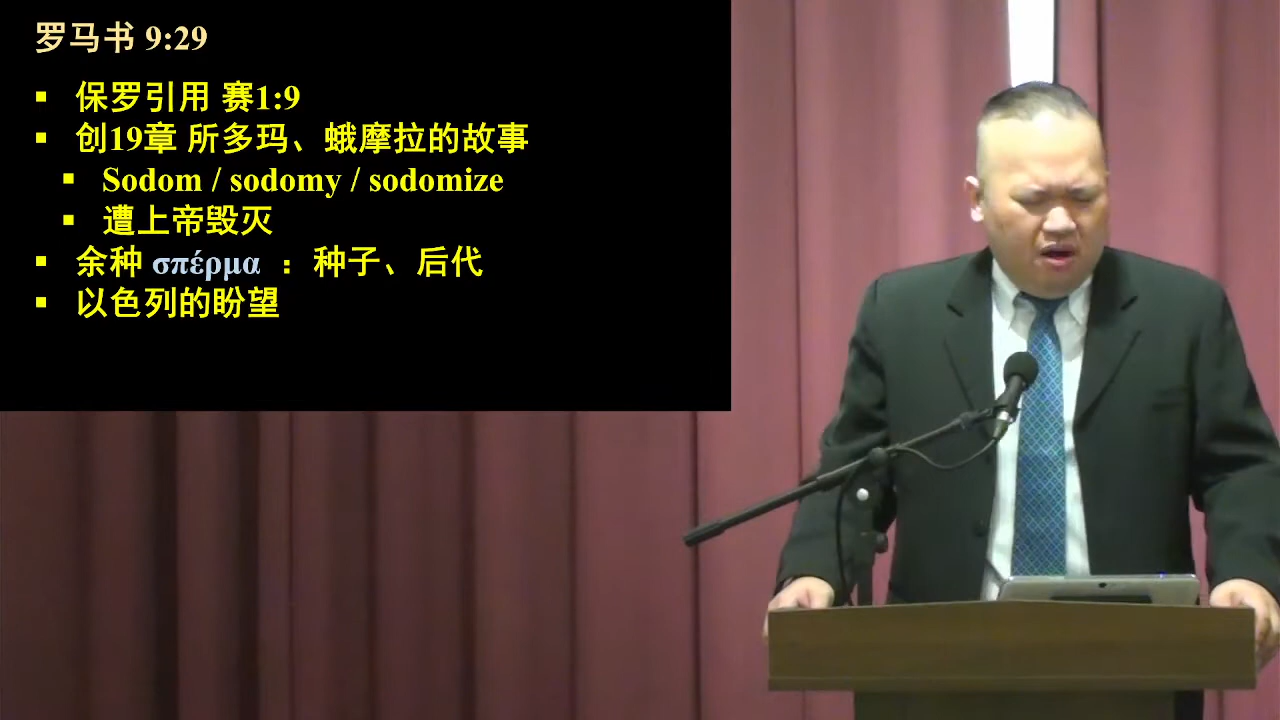 罗马书 9:29
▪ 保罗引用 赛1:9
▪ 创19章 所多玛、蛾摩拉的故事
▪ Sodom / sodomy / sodomize
▪ 遭上帝毁灭
▪ 余种 σπέρμα ：种子、后代
▪ 以色列的盼望